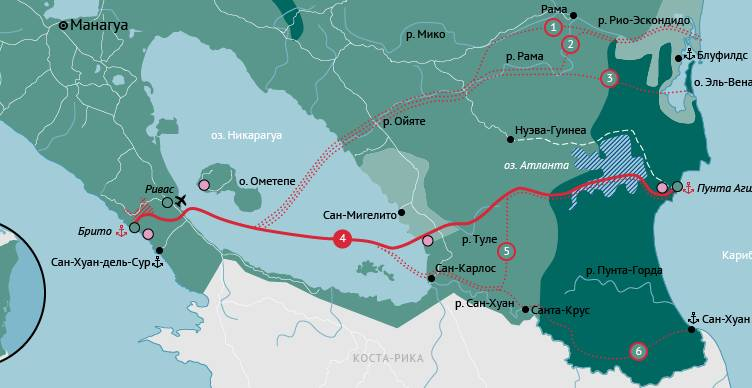 Рама
Манагуа
р. Рио-Эскондидо
1
р. Мико
2
р. Рама
Блуфилдс
3
о. Эль-Вена
р. Ойяте
оз. Никарагуа
Нуэва-Гуинея
оз. Атланта
о. Ометепе
Ривас
Пунта Аги
Сан-Мигелито
Брито
4
р. Туле
5
Кариб
Сан-Хуан-дель-Сур
Сан-Карлос
р. Пунта-Горда
р. Сан-Хуан
Санта-Крус
Сан-Хуан
6
КОСТА-РИКА